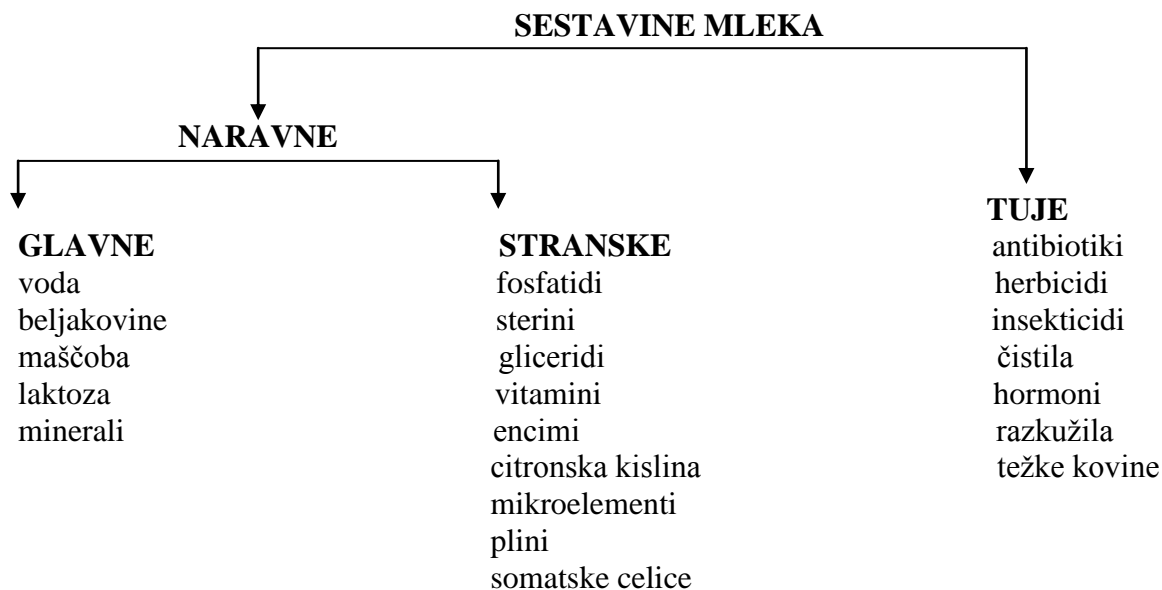 SESTAVINE MLEKA
NARAVNE
GLAVNE
voda
beljakovine
maščoba
laktoza
minerali
STRANSKE
fosfatidi
sterini
gliceridi
vitamini
encimi
citronska kislina
mikroelementi
plini
somatske celice
TUJE
antibiotiki
herbicidi
insekticidi
čistila
hormoni
razkužila
težke kovine